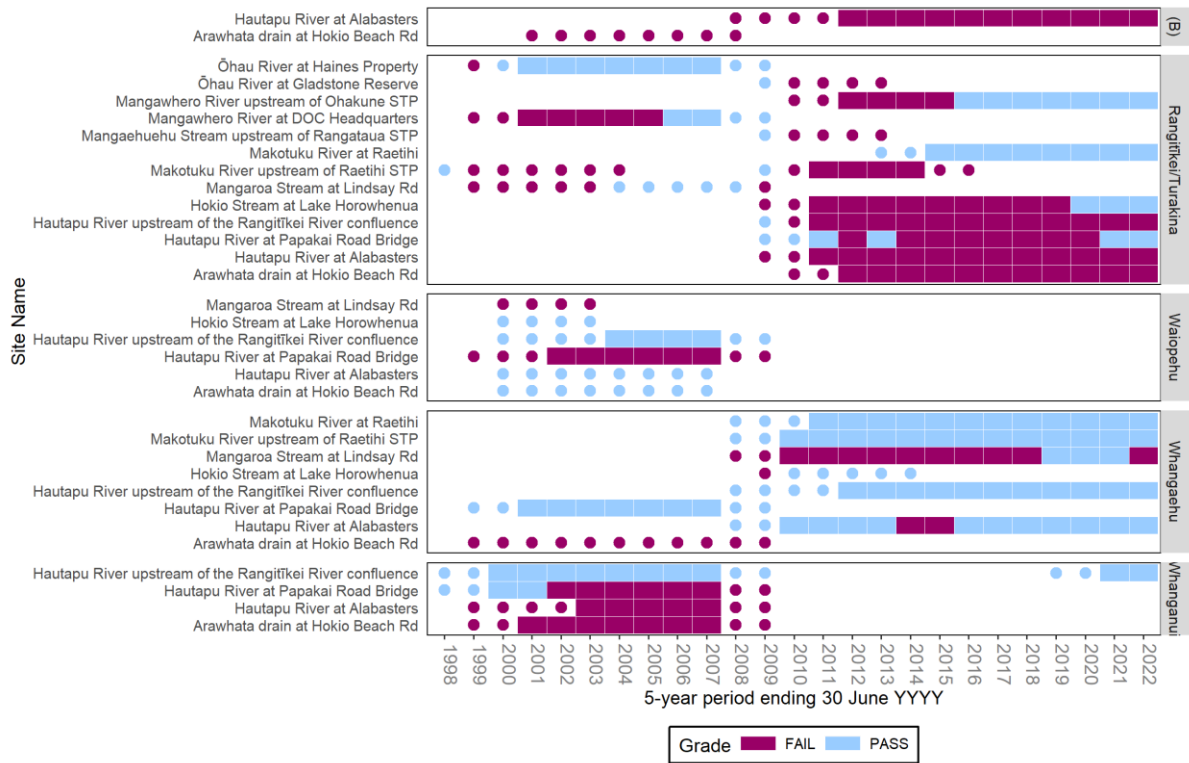 Hautapu River at Alabasters
Arawhata drain at Hokio Beach Rd
(B)
Ōhau River at Haines Property
Ōhau River at Gladstone Reserve
Mangawhero River upstream of Ohakune STP
Mangawhero River at DOC Headquarters
Mangaehuehu Stream upstream of Rangataua STP
Makotuku River at Raetihi
Makotuku River upstream of Raetihi STP
Mangaroa Stream at Lindsay Rd
Hokio Stream at Lake Horowhenua
Hautapu River upstream of the Rangitīkei River confluence
Hautapu River at Papakai Road Bridge
Hautapu River at Alabasters
Arawhata drain at Hokio Beach Rd
Rangitīkei/Turakina
Site Name
Mangaroa Stream at Lindsay Rd
Hokio Stream at Lake Horowhenua
Hautapu River upstream of the Rangitīkei River confluence
Hautapu River at Papakai Road Bridge
Hautapu River at Alabasters
Arawhata drain at Hokio Beach Rd
Waiopehu
Makotuku River at Raetihi
Makotuku River upstream of Raetihi STP
Mangaroa Stream at Lindsay Rd
Hokio Stream at Lake Horowhenua
Hautapu River upstream of the Rangitīkei River confluence
Hautapu River at Papakai Road Bridge
Hautapu River at Alabasters
Arawhata drain at Hokio Beach Rd
Whangaehu
Hautapu River upstream of the Rangitīkei River confluence
Hautapu River at Papakai Road Bridge
Hautapu River at Alabasters
Arawhata drain at Hokio Beach Rd
Whanganui
1998 1999 2000 2001 2002 2003 2004 2005 2006 2007 2008 2009 2010 2011 2012 2013 2014 2015 2016 2017 2018 2019 2020 2021 2022
5-year period ending 30 June YYYY
Grade FAIL PASS